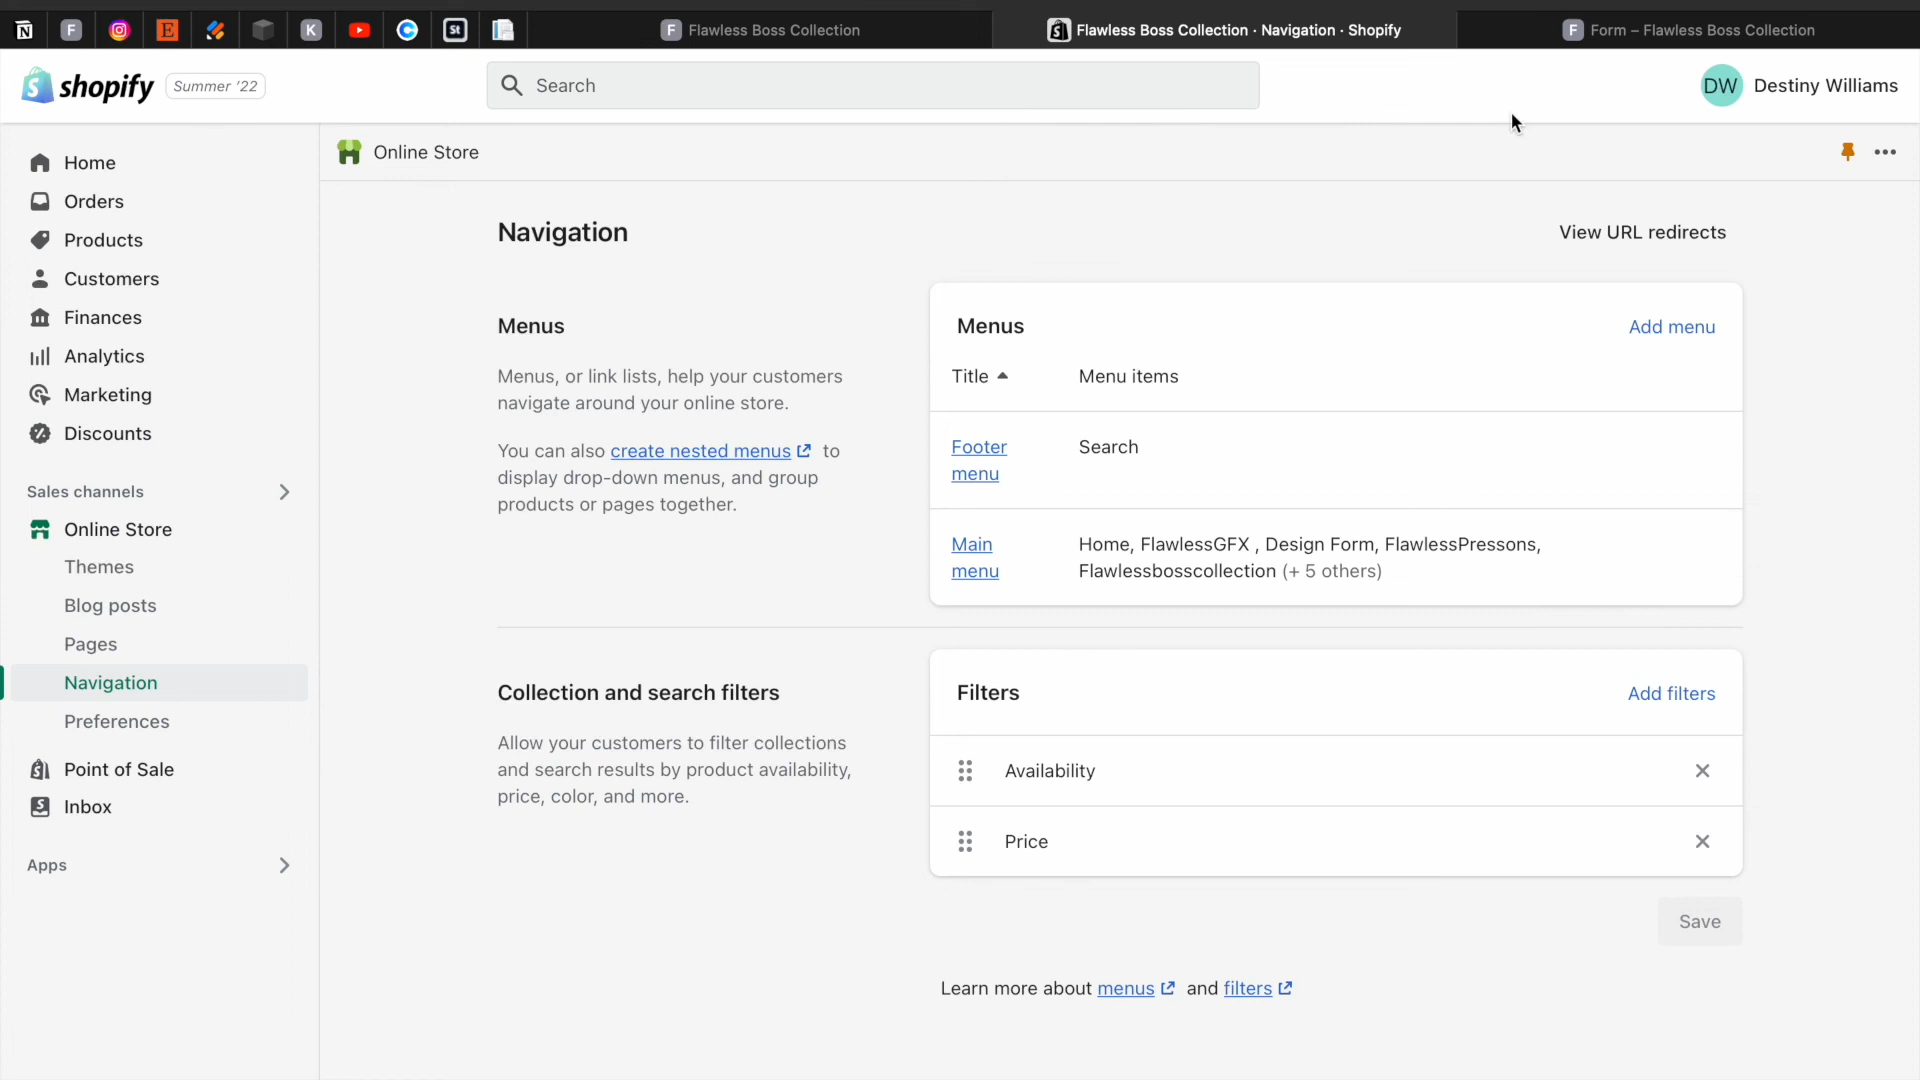 Flawless Boss Collection
Flawless Boss Collection · Navigation · Shopify
Form – Flawless Boss Collection
shopify
Summer '22
Search
DW
Destiny Williams
Home
Orders
Products
Customers
Finances
Analytics
Marketing
Discounts
Sales channels
Online Store
Themes
Blog posts
Pages
Navigation
Preferences
Point of Sale
Inbox
Apps
Online Store
Navigation
View URL redirects
Menus
Menus, or link lists, help your customers
navigate around your online store.
You can also create nested menus to
display drop-down menus, and group
products or pages together.
Menus
Add menu
Title
Menu items
Footer
menu
Search
Main
menu
Home, FlawlessGFX , Design Form, FlawlessPressons,
Flawlessbosscollection (+ 5 others)
Collection and search filters
Allow your customers to filter collections
and search results by product availability,
price, color, and more.
Filters
Add filters
Availability
Price
Save
Learn more about menus and filters